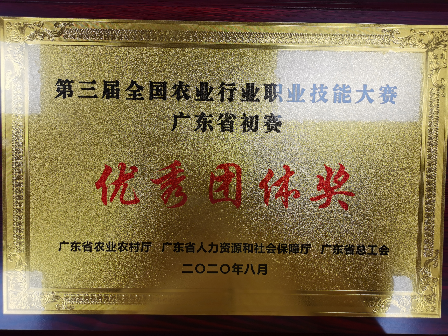 第三届全国农业行业职业技能大赛
广东省初赛
优秀团体奖
广东省农业农村厅 广东省人力资源和社会保障厅 广东省总工会
二〇二〇年八月